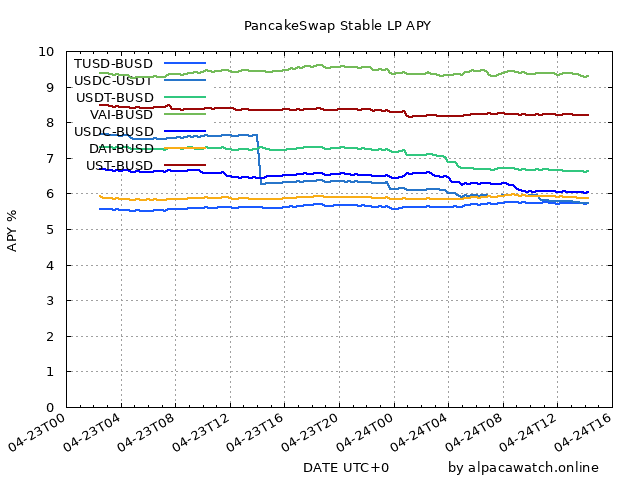 PancakeSwap Stable LP APY
10
9
8
7
6
5
4
3
2
1
0
APY %
TUSD-BUSD
USDC-USDT
USDT-BUSD
VAI-BUSD
USDC-BUSD
DAI-BUSD
UST-BUSD
04-23T00
04-23T04
04-23T08
04-23T12
04-23T16
04-23T20
04-24T00
04-24T04
04-24T08
04-24T12
04-24T16
DATE UTC+0
by alpacawatch.online